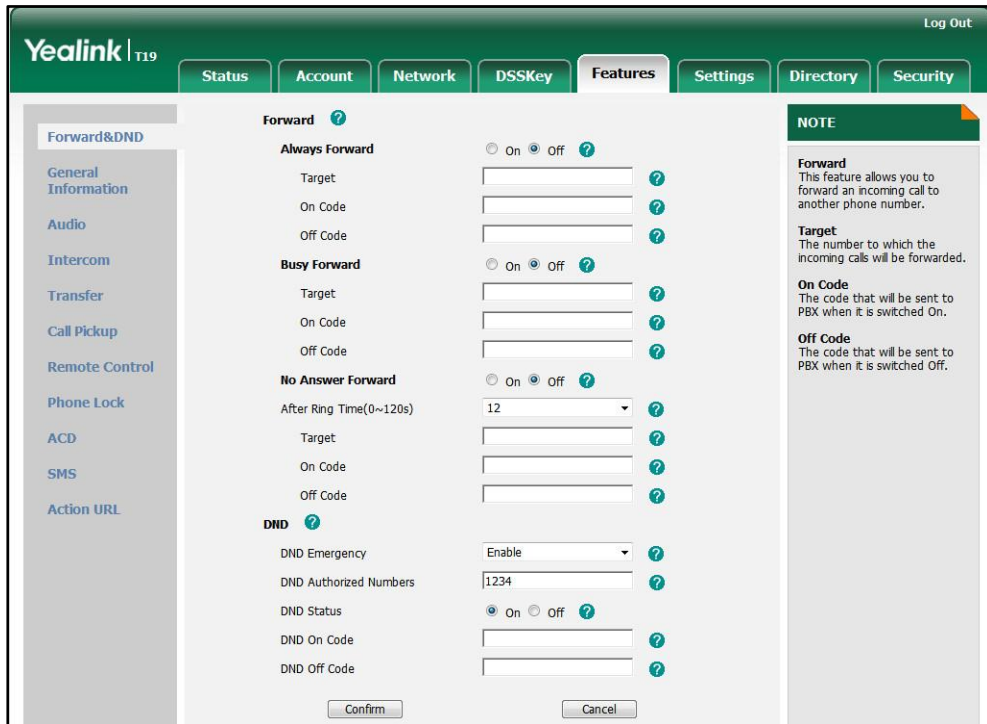 Log Out
Yealink | T19
Status Account Network DSSKey Features Settings Directory Security
Forward&DND
General
Information
Audio
Intercom
Transfer
Call Pickup
Remote Control
Phone Lock
ACD
SMS
Action URL
Forward ?
Always Forward On Off ?
Target ?
On Code ?
Off Code ?
Busy Forward On Off ?
Target ?
On Code ?
Off Code ?
No Answer Forward On Off ?
After Ring Time(0~120s) 12 ?
Target ?
On Code ?
Off Code ?
DND ?
DND Emergency Enable ?
DND Authorized Numbers 1234 ?
DND Status On Off ?
DND On Code ?
DND Off Code ?
Confirm Cancel
NOTE
Forward
This feature allows you to
forward an incoming call to
another phone number.
Target
The number to which the
incoming calls will be forwarded.
On Code
The code that will be sent to
PBX when it is switched On.
Off Code
The code that will be sent to
PBX when it is switched Off.